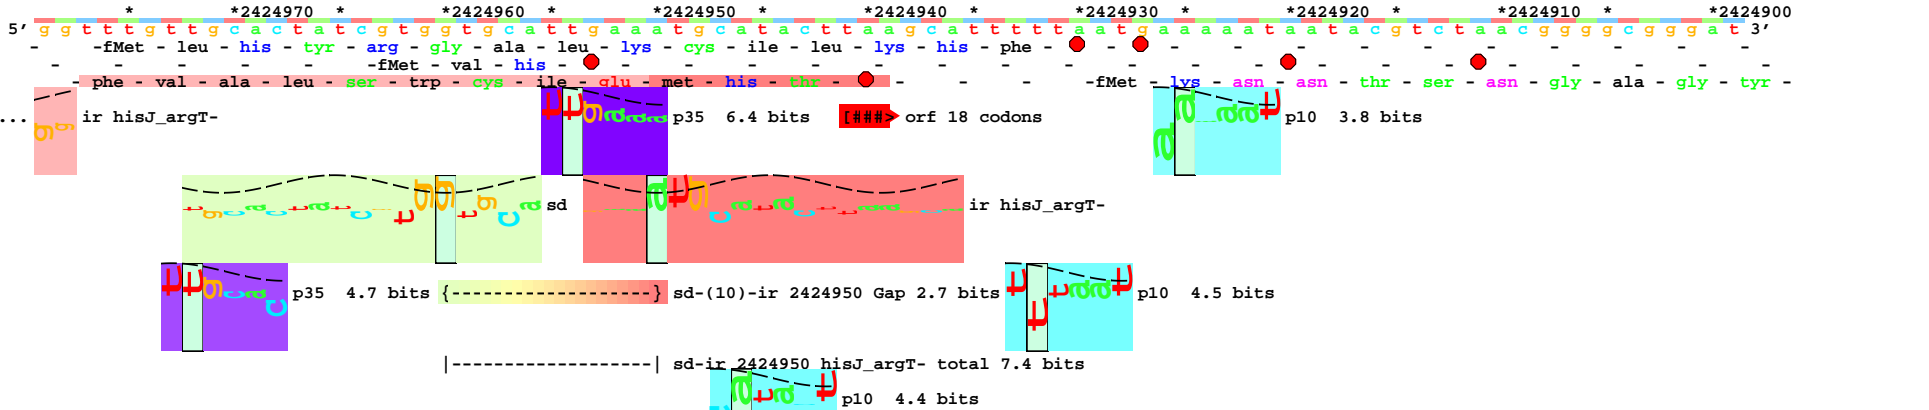 * *2424970 * *2424960 * *2424950 * *2424940 * *2424930 * *2424920 * *2424910 * *2424900
5' g g t t t g t t g c a c t a t c g t g g t g c a t t g a a a t g c a t a c t t a a g c a t t t t t a a t g a a a a a t a a t a c g t c t a a c g g g g c g g g a t 3'
- - -fMet - leu - his - tyr - arg - gly - ala - leu - lys - cys - ile - leu - lys - his - phe - - - - - - - - - - -
- - - - - -fMet - val - his - - - - - - - - - - - - - - - - - - -
- phe - val - ala - leu - ser - trp - cys - ile - glu - met - his - thr - - - - - -fMet - lys - asn - asn - thr - ser - asn - gly - ala - gly - tyr -
... ir hisJ_argT- p35 6.4 bits [###> orf 18 codons p10 3.8 bits
sd ir hisJ_argT-
p35 4.7 bits {-------------------} sd-(10)-ir 2424950 Gap 2.7 bits p10 4.5 bits
|-------------------| sd-ir 2424950 hisJ_argT- total 7.4 bits
p10 4.4 bits